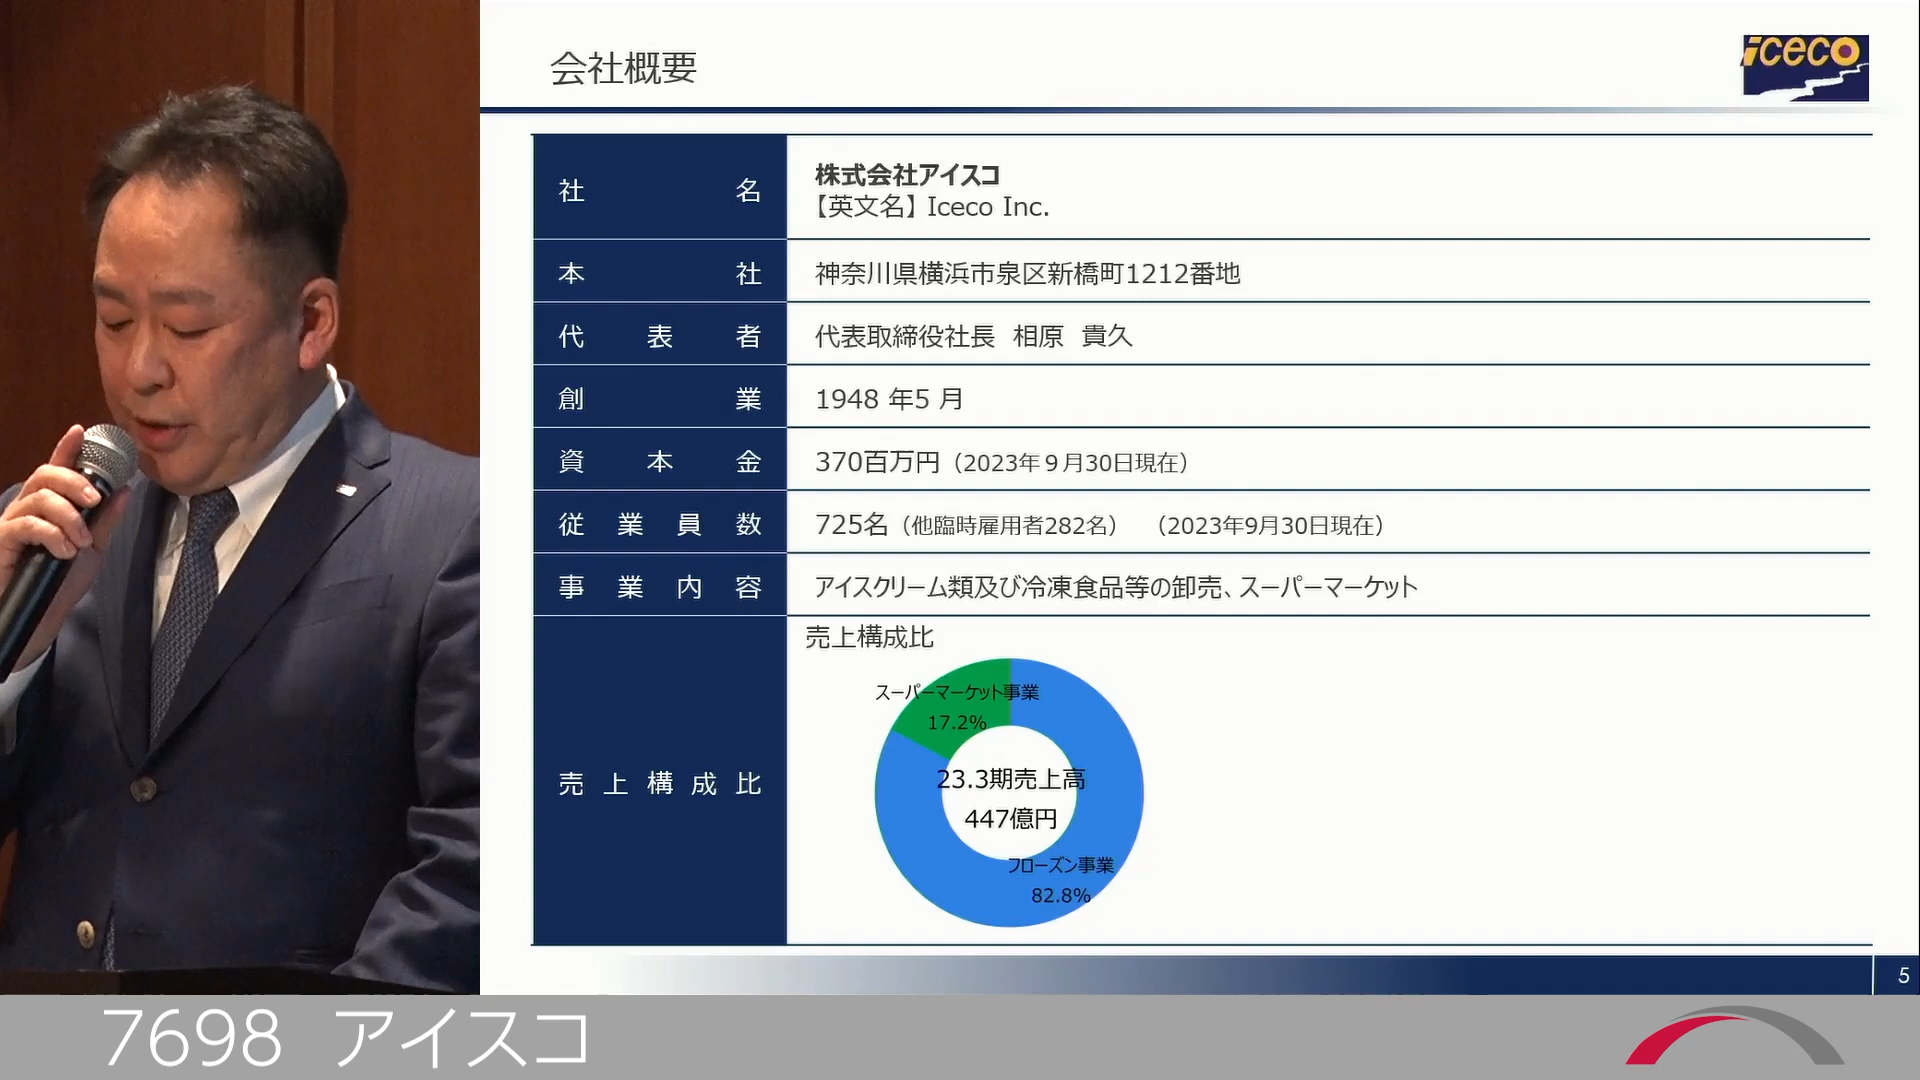 会社概要
iceco
社名
株式会社アイスコ
【英文名】 Iceco Inc.
本社
神奈川県横浜市泉区新橋町1212番地
代表者
代表取締役社長 相原 貴久
創業
1948 年5 月
資本金
370百万円（2023年９月30日現在）
従業員数
725名（他臨時雇用者282名） （2023年9月30日現在）
事業内容
アイスクリーム類及び冷凍食品等の卸売、スーパーマーケット
売上構成比
売上構成比
スーパーマーケット事業
17.2%
23.3期売上高
447億円
フローズン事業
82.8%
5
7698 アイスコ